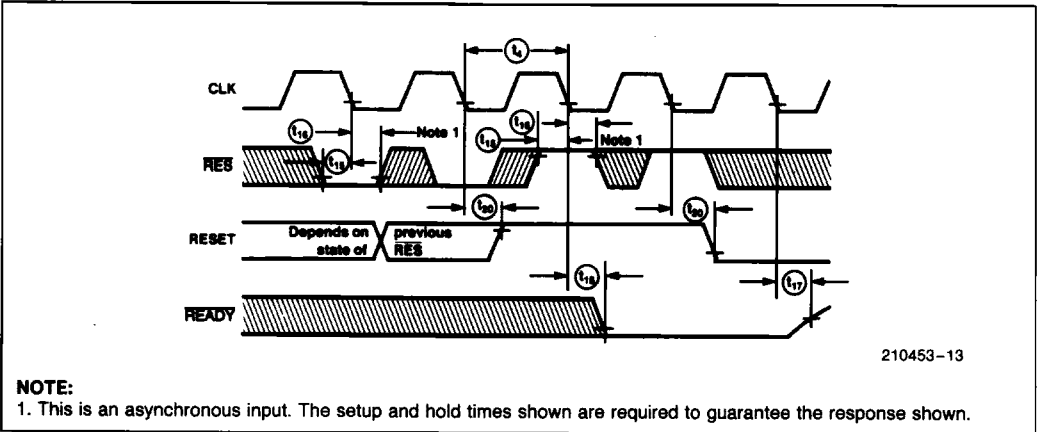 t₄
CLK
t₁₆
Note 1
t₁₆
t₁₅
Note 1
RES
t₁₅
t₂₀
t₂₀
RESET
Depends on previous
state of RES
t₁₈
t₁₇
READY
210453–13
NOTE:
1. This is an asynchronous input. The setup and hold times shown are required to guarantee the response shown.